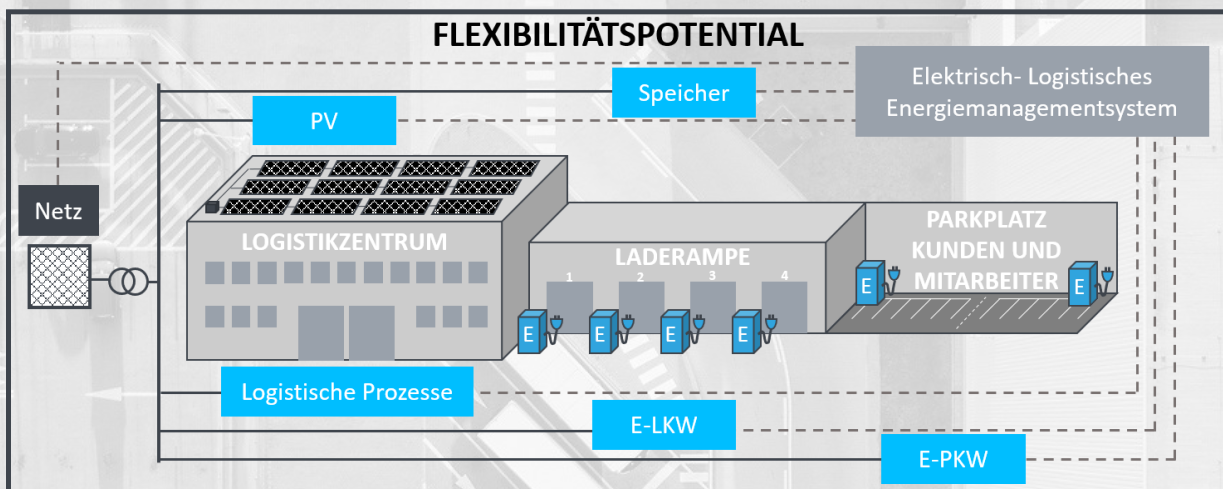 FLEXIBILITÄTSPOTENTIAL
Speicher
Elektrisch- Logistisches
Energiemanagementsystem
PV
Netz
LOGISTIKZENTRUM
LADERAMPE
PARKPLATZ
KUNDEN UND
MITARBEITER
1 2 3 4
E E
E E E E
Logistische Prozesse
E-LKW
E-PKW